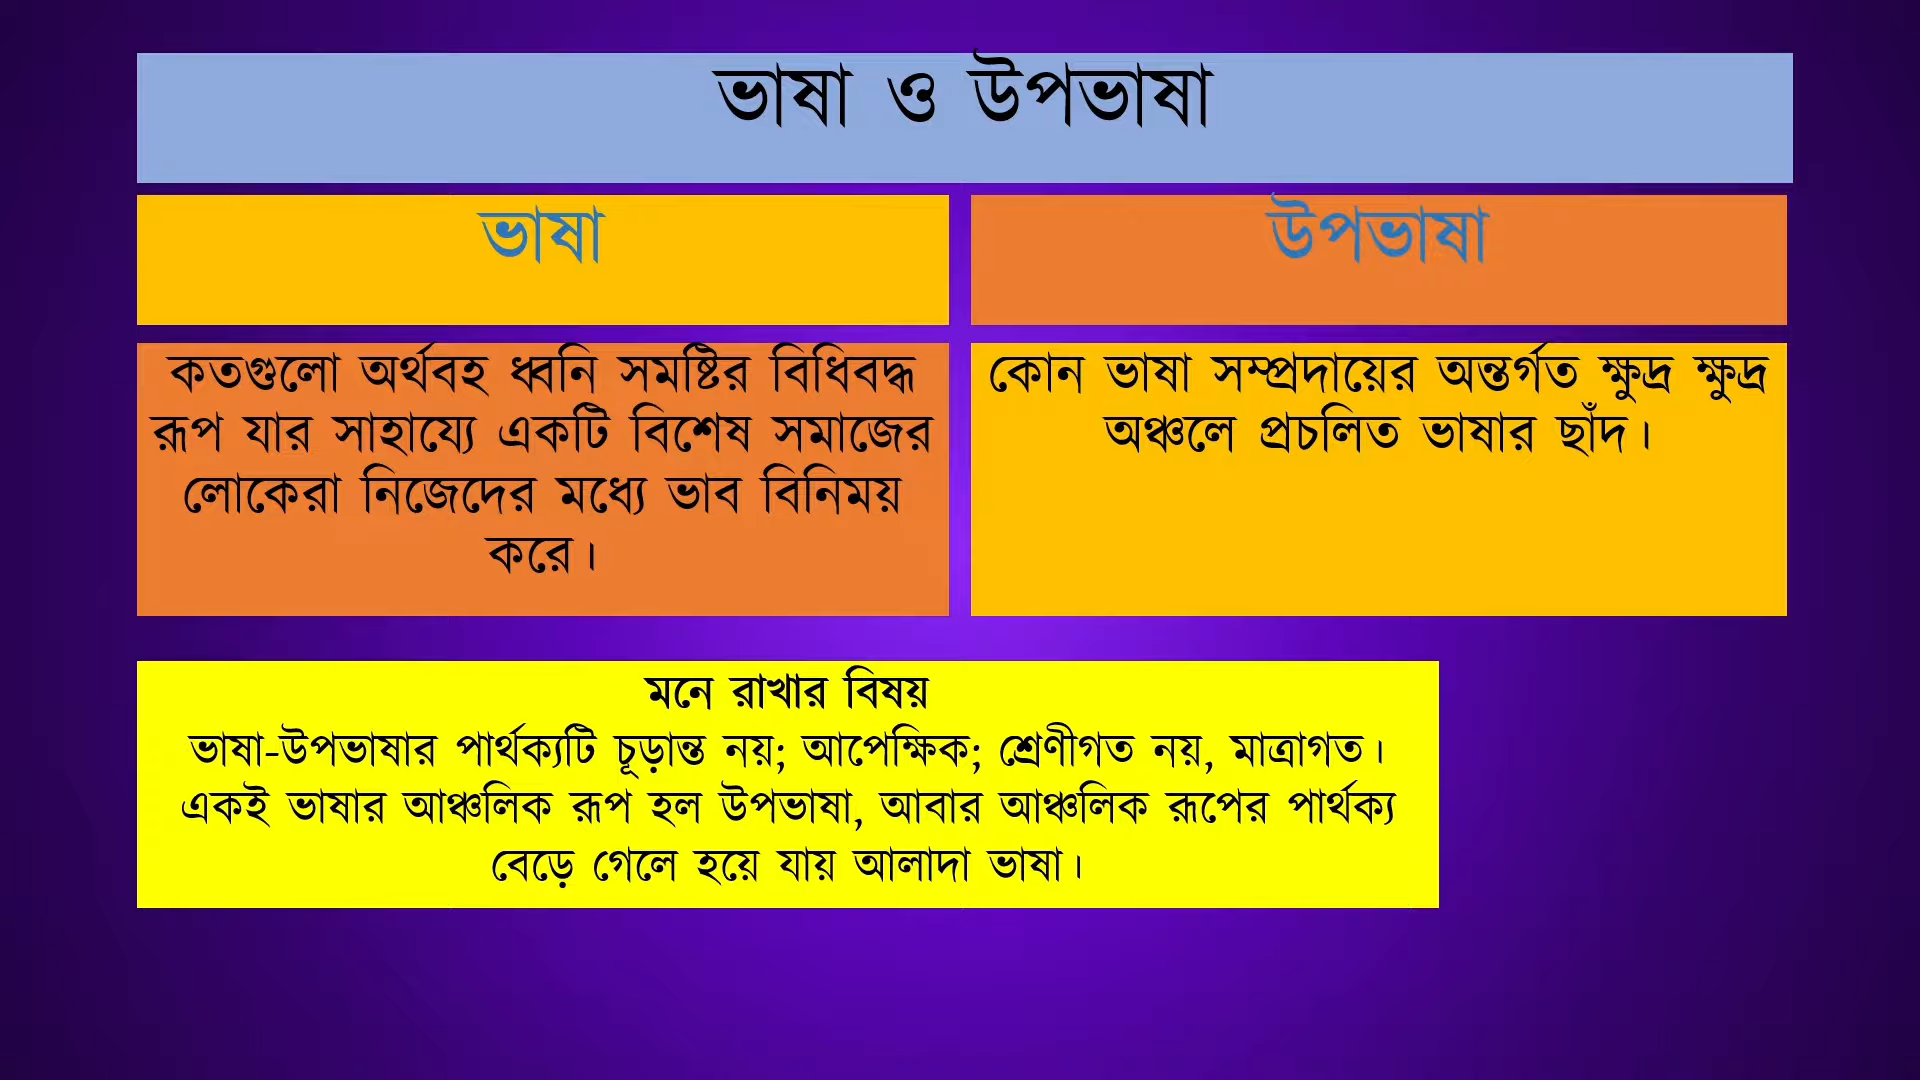 ভাষা ও উপভাষা
ভাষা
উপভাষা
কতগুলো অর্থবহ ধ্বনি সমষ্টির বিধিবদ্ধ
রূপ যার সাহায্যে একটি বিশেষ সমাজের
লোকেরা নিজেদের মধ্যে ভাব বিনিময়
করে।
কোন ভাষা সম্প্রদায়ের অন্তর্গত ক্ষুদ্র ক্ষুদ্র
অঞ্চলে প্রচলিত ভাষার ছাঁদ।
মনে রাখার বিষয়
ভাষা-উপভাষার পার্থক্যটি চূড়ান্ত নয়; আপেক্ষিক; শ্রেণীগত নয়, মাত্রাগত।
একই ভাষার আঞ্চলিক রূপ হল উপভাষা, আবার আঞ্চলিক রূপের পার্থক্য
বেড়ে গেলে হয়ে যায় আলাদা ভাষা।